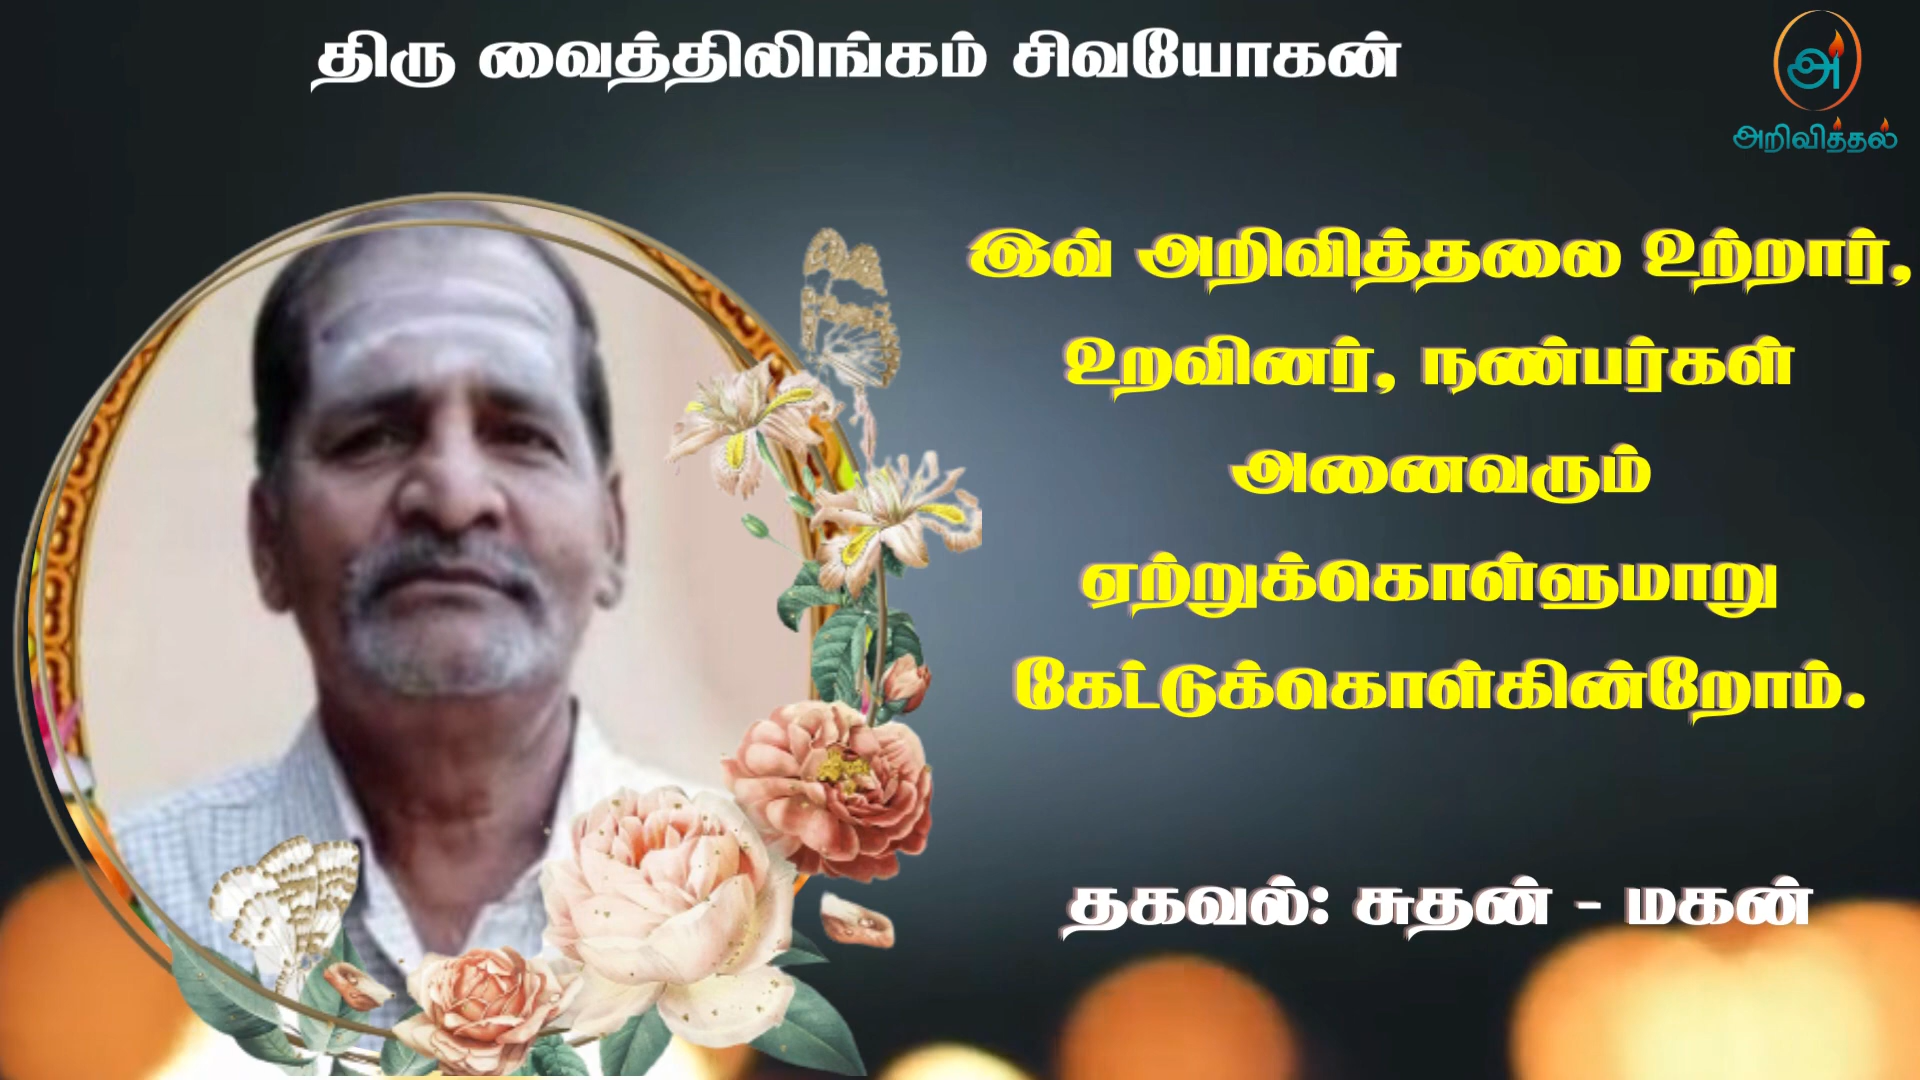 திரு வைத்திலிங்கம் சிவயோகன்
அ
அறிவித்தல்
இவ் அறிவித்தலை உற்றார்,
உறவினர், நண்பர்கள்
அனைவரும்
ஏற்றுக்கொள்ளுமாறு
கேட்டுக்கொள்கின்றோம்.
தகவல்: சுதன் - மகன்